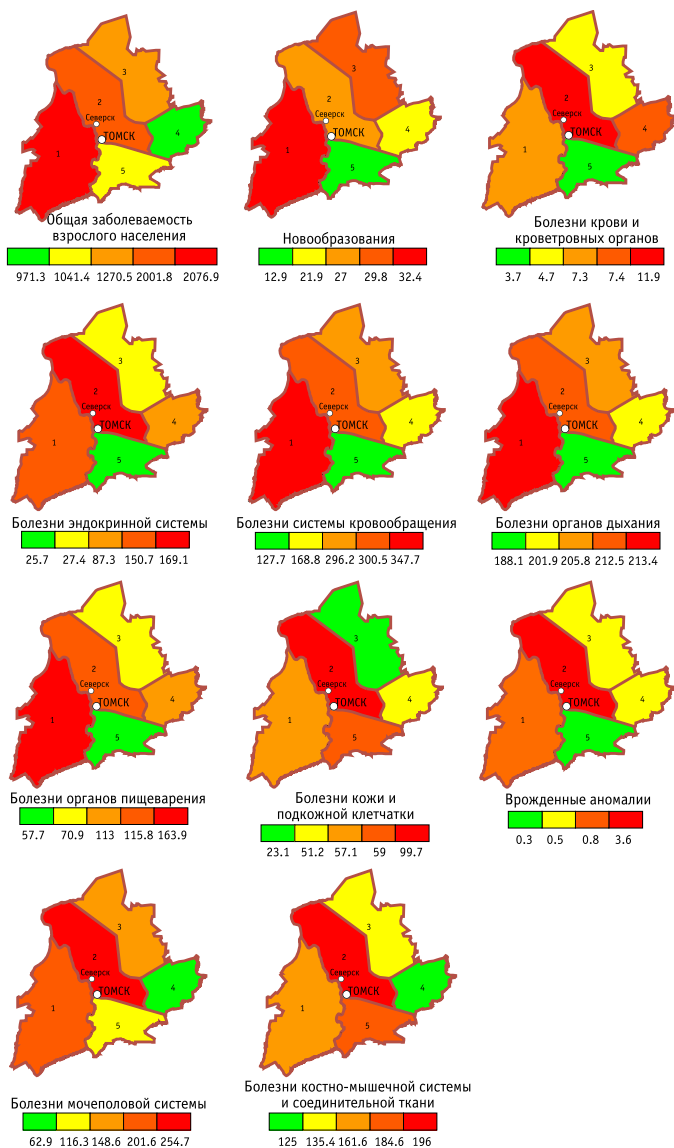 3
2
Северск
ТОМСК
4
1
5
Общая заболеваемость
взрослого населения
971.3 1041.4 1270.5 2001.8 2076.9
3
2
Северск
ТОМСК
4
1
5
Новообразования
12.9 21.9 27 29.8 32.4
3
2
Северск
ТОМСК
4
1
5
Болезни крови и
кроветровных органов
3.7 4.7 7.3 7.4 11.9
3
2
Северск
ТОМСК
4
1
5
Болезни эндокринной системы
25.7 27.4 87.3 150.7 169.1
3
2
Северск
ТОМСК
4
1
5
Болезни системы кровообращения
127.7 168.8 296.2 300.5 347.7
3
2
Северск
ТОМСК
4
1
5
Болезни органов дыхания
188.1 201.9 205.8 212.5 213.4
3
2
Северск
ТОМСК
4
1
5
Болезни органов пищеварения
57.7 70.9 113 115.8 163.9
3
2
Северск
ТОМСК
4
1
5
Болезни кожи и
подкожной клетчатки
23.1 51.2 57.1 59 99.7
3
2
Северск
ТОМСК
4
1
5
Врожденные аномалии
0.3 0.5 0.8 3.6
3
2
Северск
ТОМСК
4
1
5
Болезни мочеполовой системы
62.9 116.3 148.6 201.6 254.7
3
2
Северск
ТОМСК
4
1
5
Болезни костно-мышечной системы
и соединительной ткани
125 135.4 161.6 184.6 196